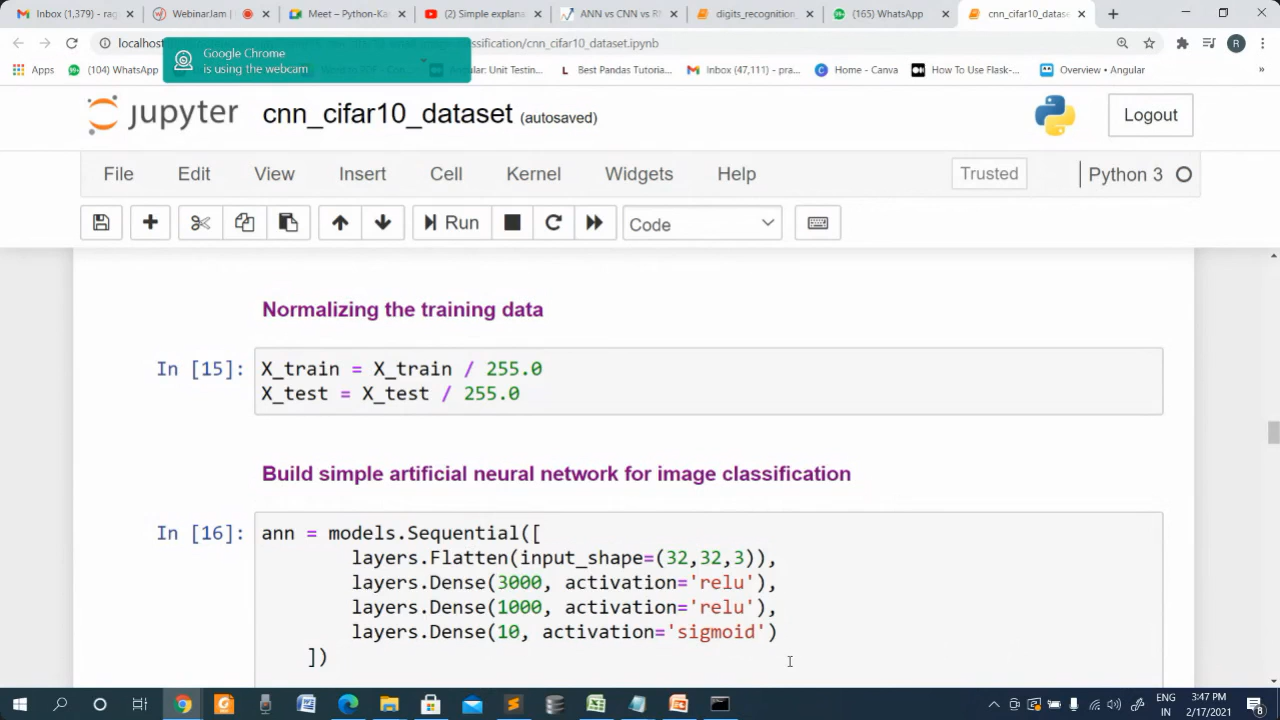 Inbox (1,379) - rag
WebinarJam |
Meet – Python-Ka
(2) Simple explana
ANN vs CNN vs R
digits_recognition_
(165) WhatsApp
cnn_cifar10_datase
classification/cnn_cifar10_dataset.ipynb
Google Chrome
is using the webcam
Apps
(104) WhatsApp
Angular: Unit Testin...
Best Pandas Tutoria...
Inbox (47,111) - pra...
Home - Canva
How To Use Flask-...
Overview • Angular
»
jupyter
cnn_cifar10_dataset (autosaved)
Logout
File Edit View Insert Cell Kernel Widgets Help
Trusted
Python 3
Run
Code
Normalizing the training data
In [15]:
X_train = X_train / 255.0
X_test = X_test / 255.0
Build simple artificial neural network for image classification
In [16]:
ann = models.Sequential([
layers.Flatten(input_shape=(32,32,3)),
layers.Dense(3000, activation='relu'),
layers.Dense(1000, activation='relu'),
layers.Dense(10, activation='sigmoid')
])
ENG
IN
3:47 PM
2/17/2021